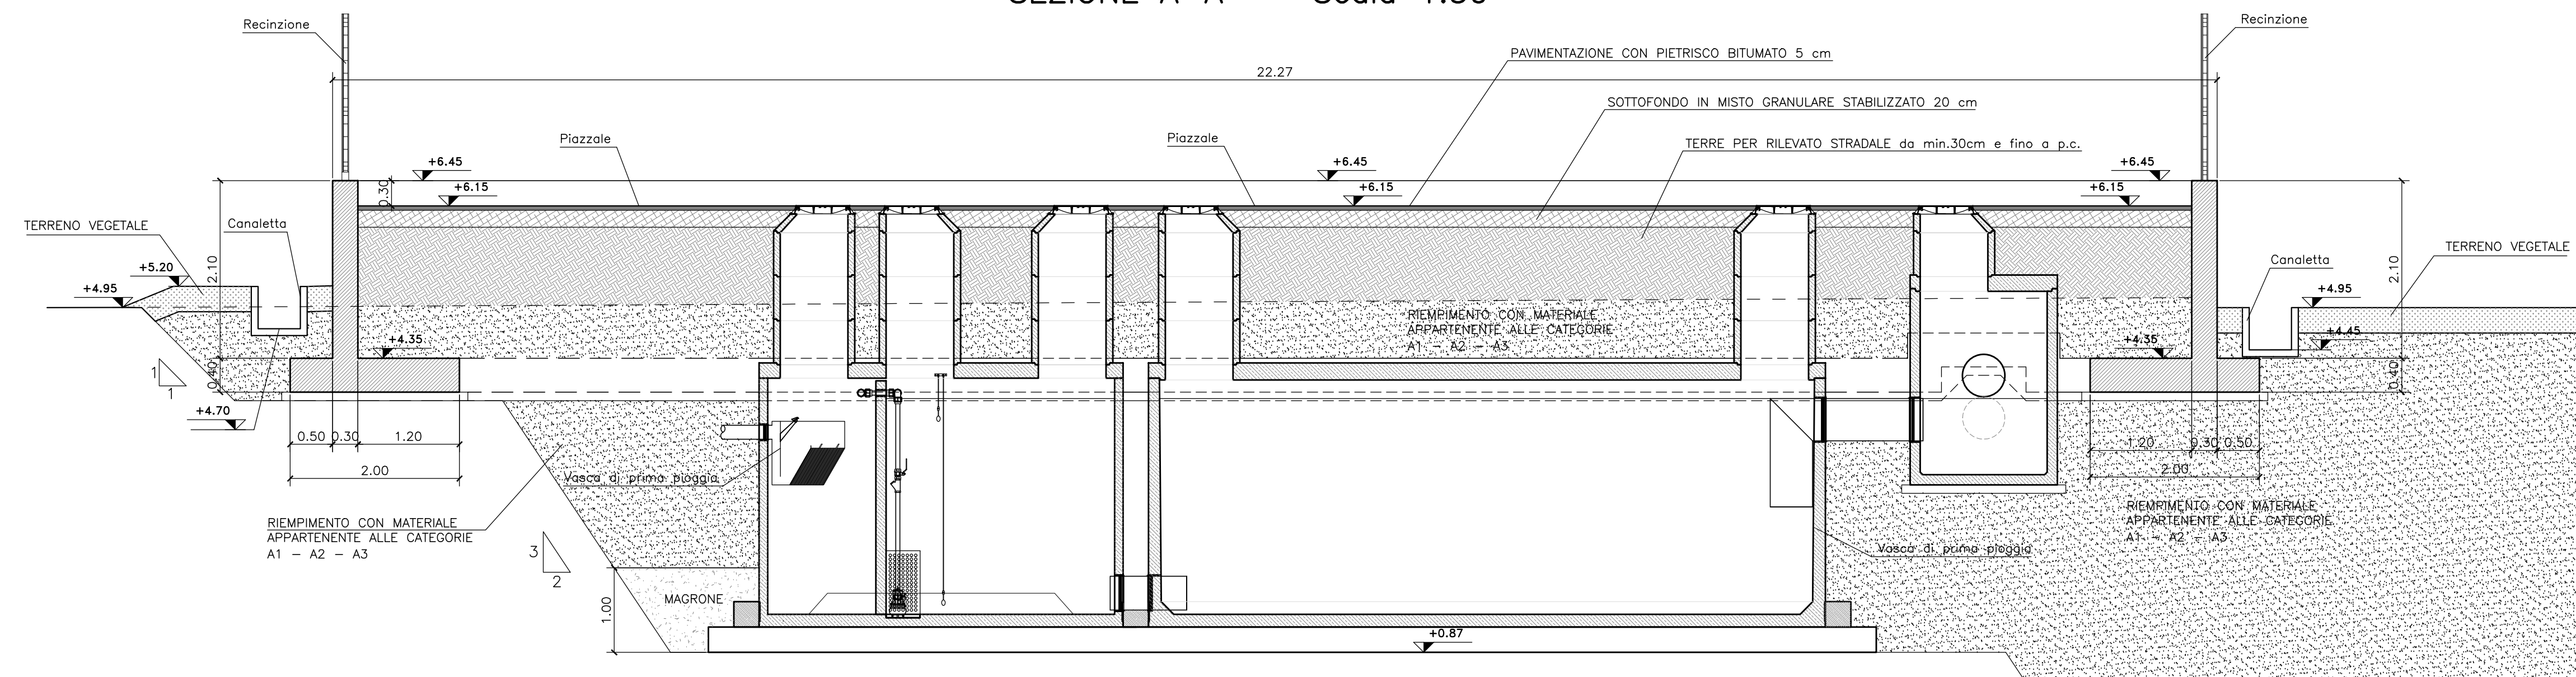 Recinzione
Recinzione
PAVIMENTAZIONE CON PIETRISCO BITUMATO 5 cm
22.27
SOTTOFONDO IN MISTO GRANULARE STABILIZZATO 20 cm
Piazzale
Piazzale
TERRE PER RILEVATO STRADALE da min.30cm e fino a p.c.
+6.45
+6.45
+6.45
0.30
+6.15
+6.15
+6.15
TERRENO VEGETALE
Canaletta
2.10
+5.20
+4.95
TERRENO VEGETALE
Canaletta
2.10
+4.95
+4.45
RIEMPIMENTO CON MATERIALE
APPARTENENTE ALLE CATEGORIE
A1 - A2 - A3
+4.35
+4.35
1
1
0.40
0.40
+4.70
0.50
0.30
1.20
2.00
1.20
0.30
0.50
2.00
Vasca di prima pioggia
RIEMPIMENTO CON MATERIALE
APPARTENENTE ALLE CATEGORIE
A1 - A2 - A3
RIEMPIMENTO CON MATERIALE
APPARTENENTE ALLE CATEGORIE
A1 - A2 - A3
3
2
Vasca di prima pioggia
1.00
MAGRONE
+0.87